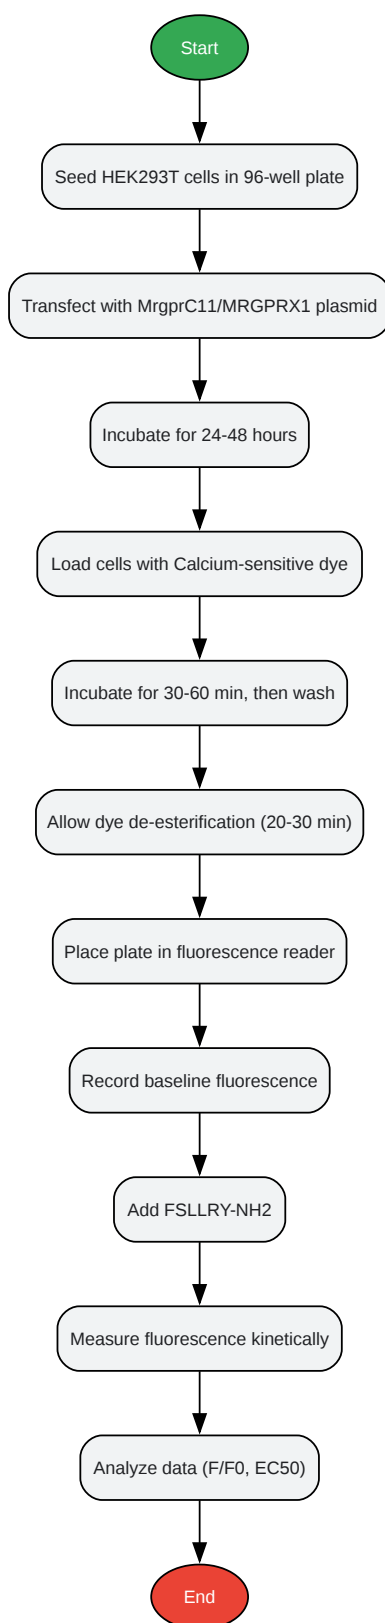 Start
Seed HEK293T cells in 96-well plate
Transfect with MrgprC11/MRGPRX1 plasmid
Incubate for 24-48 hours
Load cells with Calcium-sensitive dye
Incubate for 30-60 min, then wash
Allow dye de-esterification (20-30 min)
Place plate in fluorescence reader
Record baseline fluorescence
Add FSLLRY-NH2
Measure fluorescence kinetically
Analyze data (F/F0, EC50)
End